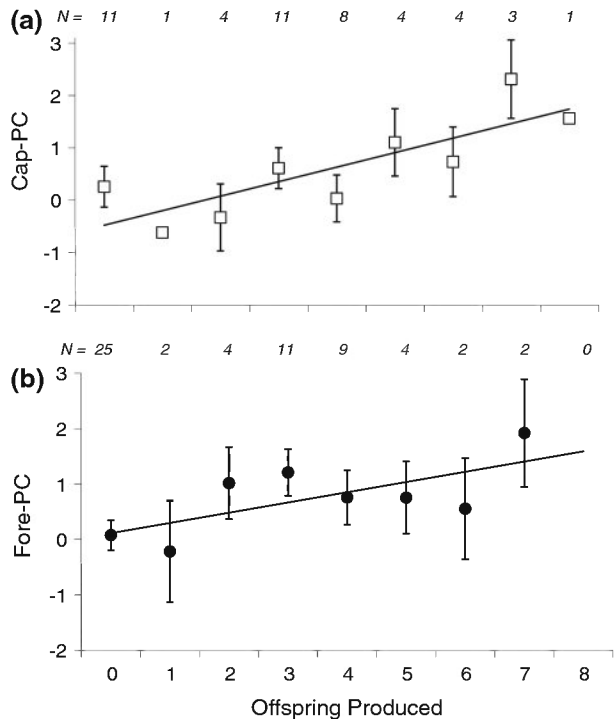 N = 11 1 4 11 8 4 4 3 1
(a)
3
2
1
0
-1
-2
Cap-PC
N = 25 2 4 11 9 4 2 2 0
(b)
3
2
1
0
-1
-2
Fore-PC
0 1 2 3 4 5 6 7 8
Offspring Produced